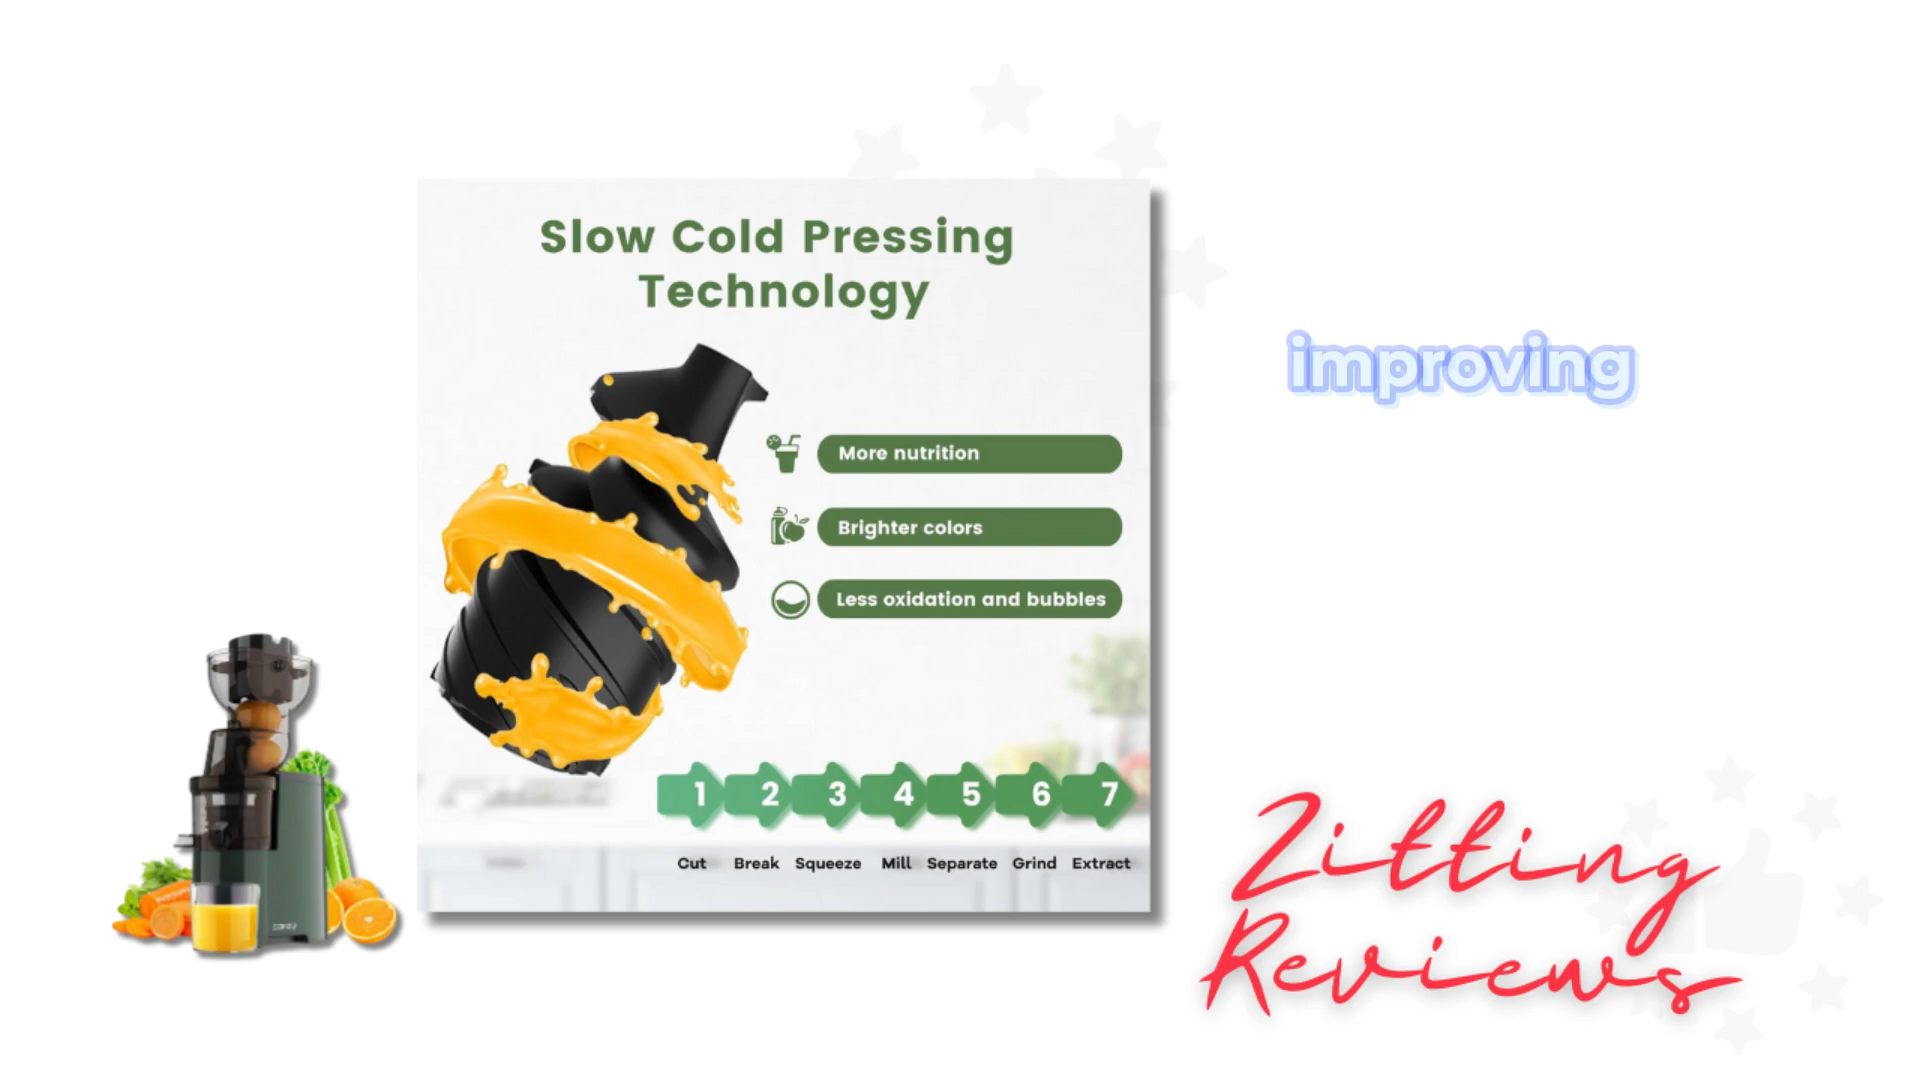 Slow Cold Pressing
Technology
improving
More nutrition
Brighter colors
Less oxidation and bubbles
1 2 3 4 5 6 7
Cut Break Squeeze Mill Separate Grind Extract
Zitting
Reviews